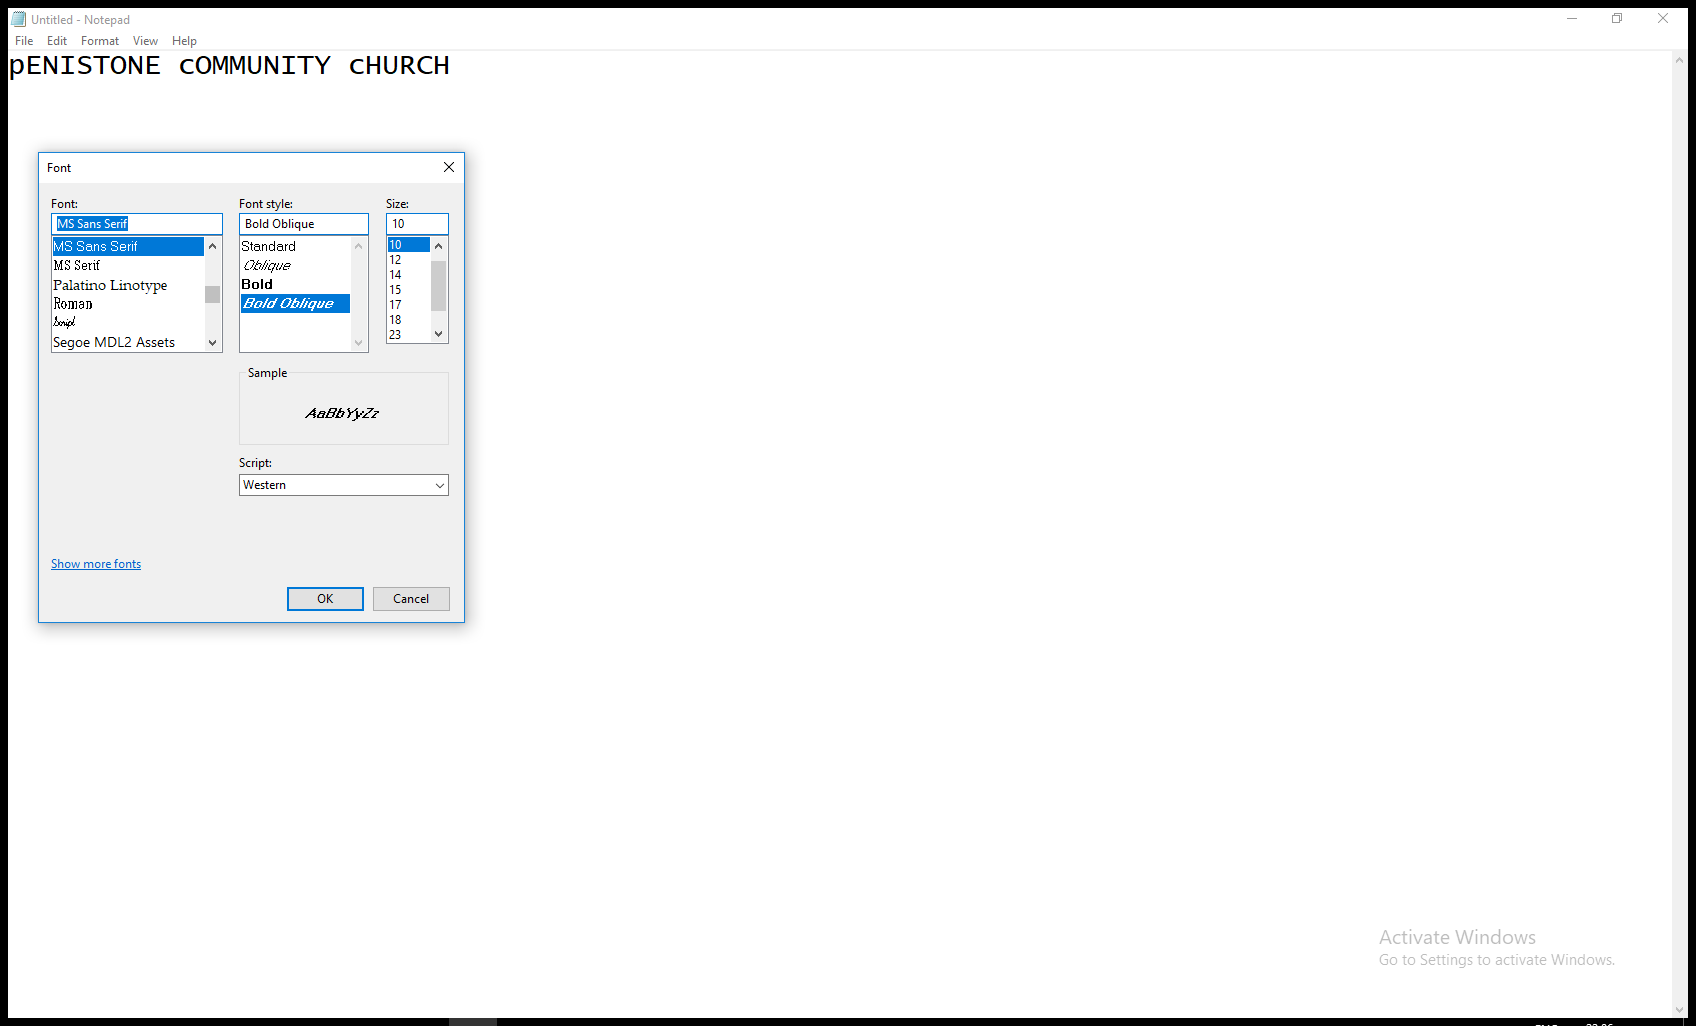 Untitled - Notepad
File Edit Format View Help
pENISTONE cOMMUNITY cHURCH
Font
Font: Font style: Size:
MS Sans Serif Bold Oblique 10
MS Sans Serif Standard 10
MS Serif Oblique 12
Palatino Linotype Bold 14
Roman Bold Oblique 15
Script 17
Segoe MDL2 Assets 18
23
Sample
AaBbYyZz
Script:
Western
Show more fonts
OK Cancel
Activate Windows
Go to Settings to activate Windows.